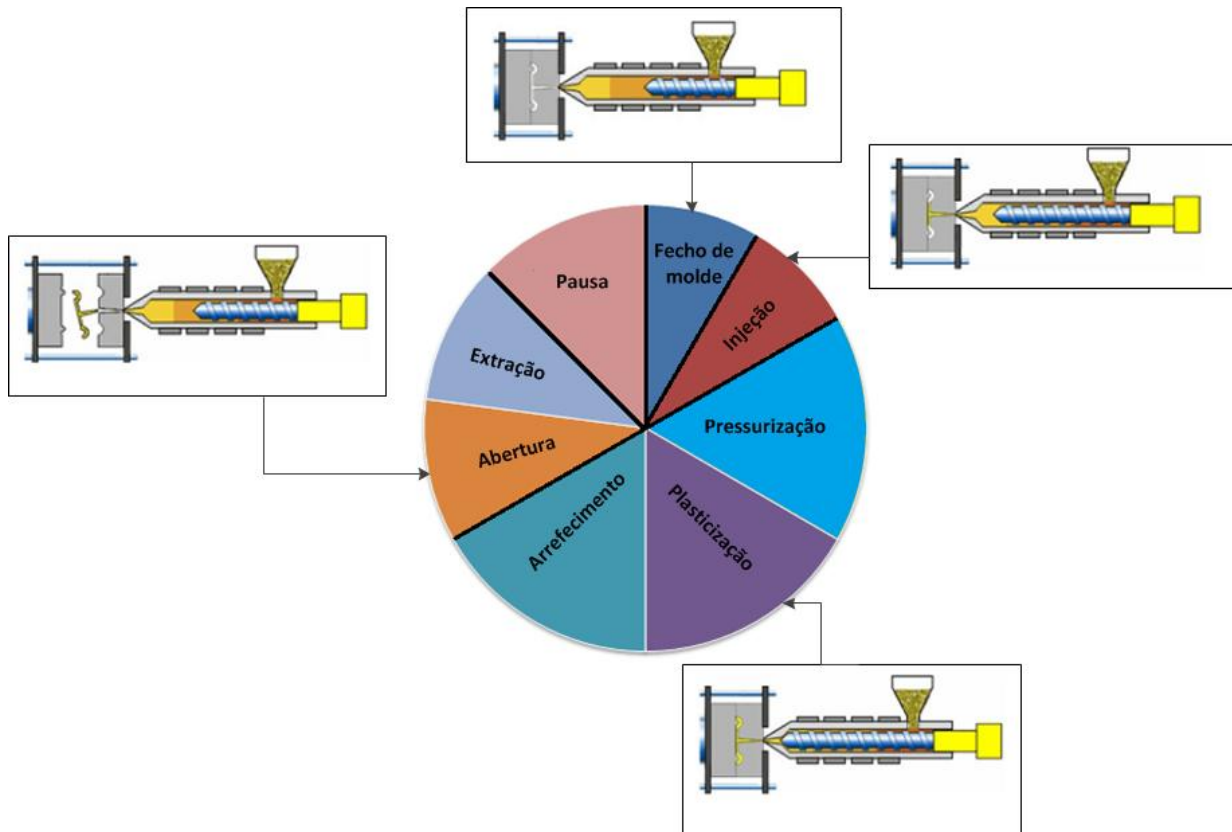 Fecho de
molde
Injeção
Pressurização
Plasticização
Arrefecimento
Abertura
Extração
Pausa